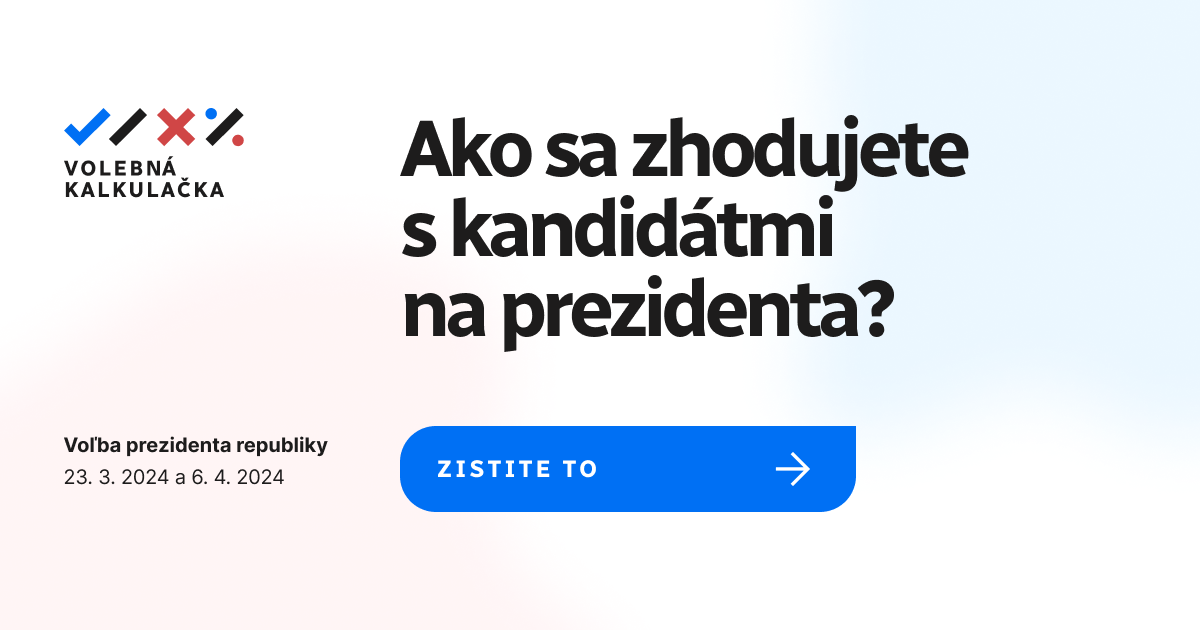 VOLEBNÁ
KALKULAČKA
Ako sa zhodujete
s kandidátmi
na prezidenta?
Voľba prezidenta republiky
23. 3. 2024 a 6. 4. 2024
ZISTITE TO